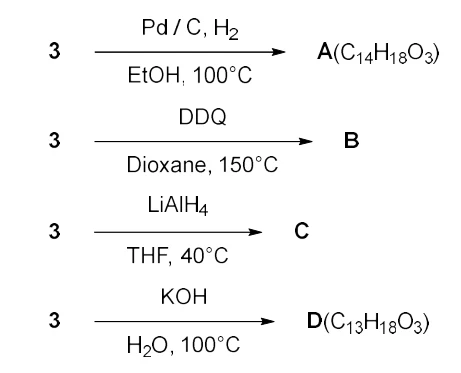 3 Pd / C, H₂ A(C₁₄H₁₈O₃)
EtOH, 100°C
3 DDQ B
Dioxane, 150°C
3 LiAlH₄ C
THF, 40°C
3 KOH D(C₁₃H₁₈O₃)
H₂O, 100°C